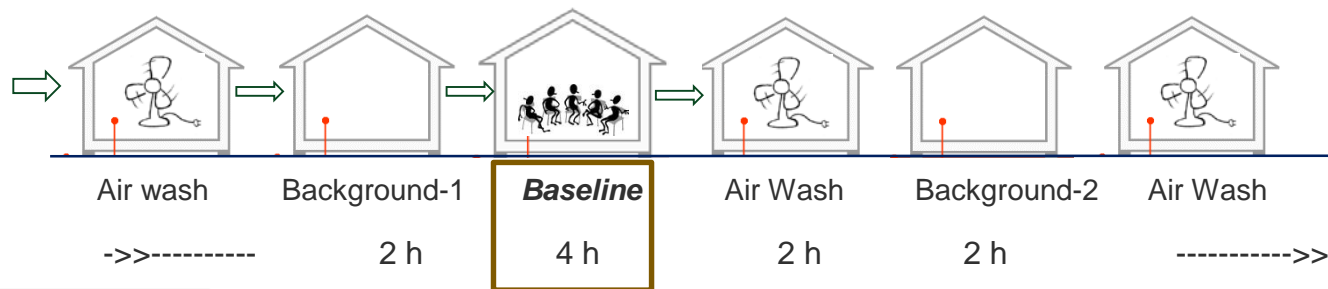 Air wash Background-1 Baseline Air Wash Background-2 Air Wash
->>---------- 2 h 4 h 2 h 2 h ----------->>